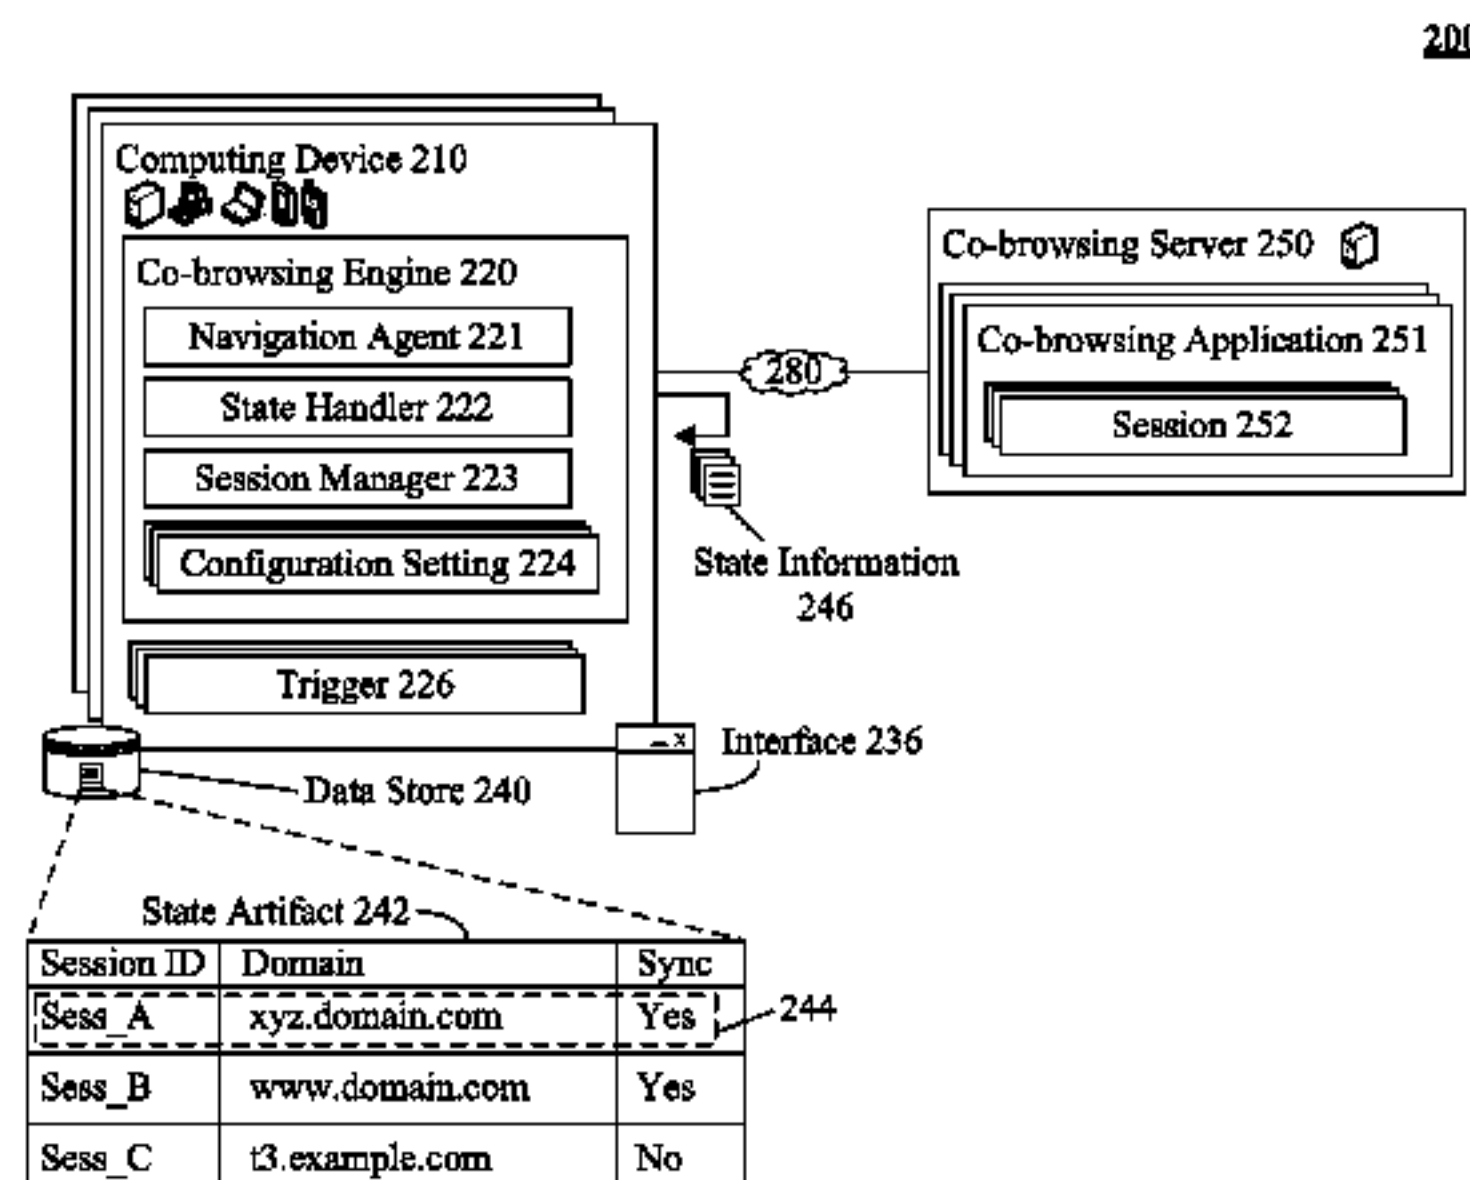 200
Computing Device 210
Co-browsing Engine 220
Navigation Agent 221
State Handler 222
Session Manager 223
Configuration Setting 224
Trigger 226
280
State Information
246
Co-browsing Server 250
Co-browsing Application 251
Session 252
Interface 236
Data Store 240
State Artifact 242
Session ID Domain Sync
Sess_A xyz.domain.com Yes
244
Sess_B www.domain.com Yes
Sess_C t3.example.com No